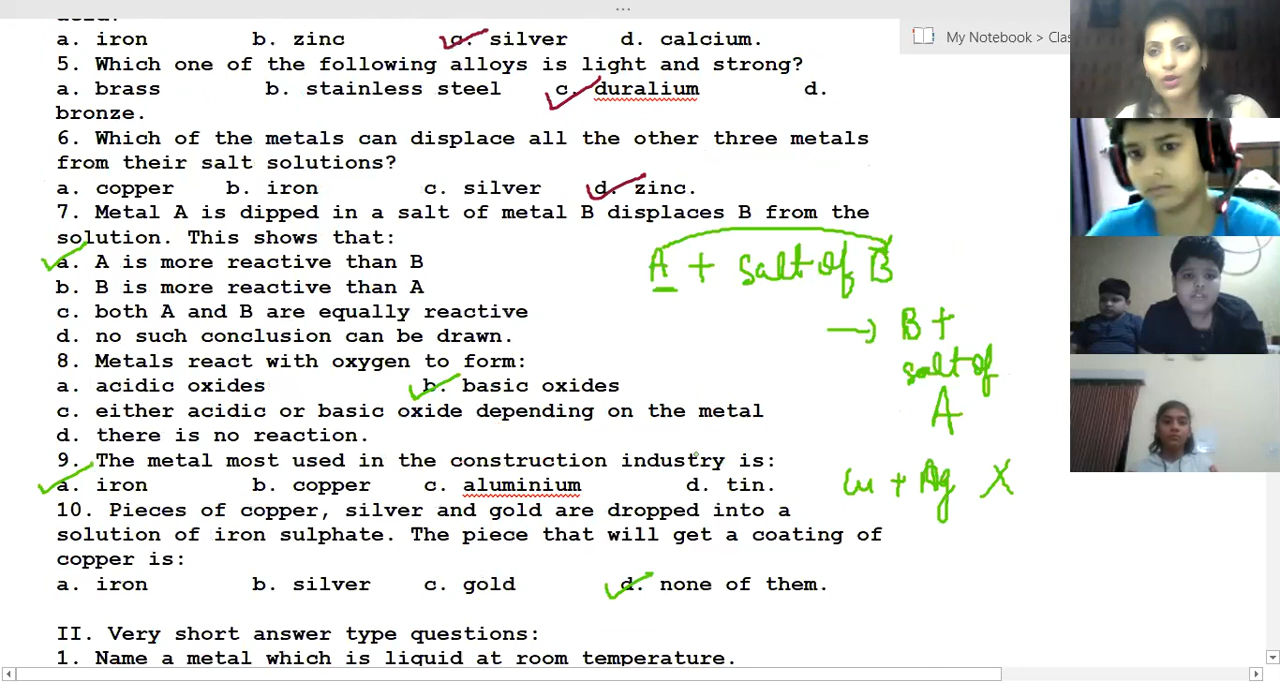 acid?
a. iron b. zinc c. silver d. calcium.
5. Which one of the following alloys is light and strong?
a. brass b. stainless steel c. duralium d.
bronze.
6. Which of the metals can displace all the other three metals
from their salt solutions?
a. copper b. iron c. silver d. zinc.
7. Metal A is dipped in a salt of metal B displaces B from the
solution. This shows that:
a. A is more reactive than B
b. B is more reactive than A
c. both A and B are equally reactive
d. no such conclusion can be drawn.
8. Metals react with oxygen to form:
a. acidic oxides b. basic oxides
c. either acidic or basic oxide depending on the metal
d. there is no reaction.
9. The metal most used in the construction industry is:
a. iron b. copper c. aluminium d. tin.
10. Pieces of copper, silver and gold are dropped into a
solution of iron sulphate. The piece that will get a coating of
copper is:
a. iron b. silver c. gold d. none of them.
II. Very short answer type questions:
1. Name a metal which is liquid at room temperature.
A + salt of B
→ B +
salt of
A
Cu + Ag X
My Notebook > Clas